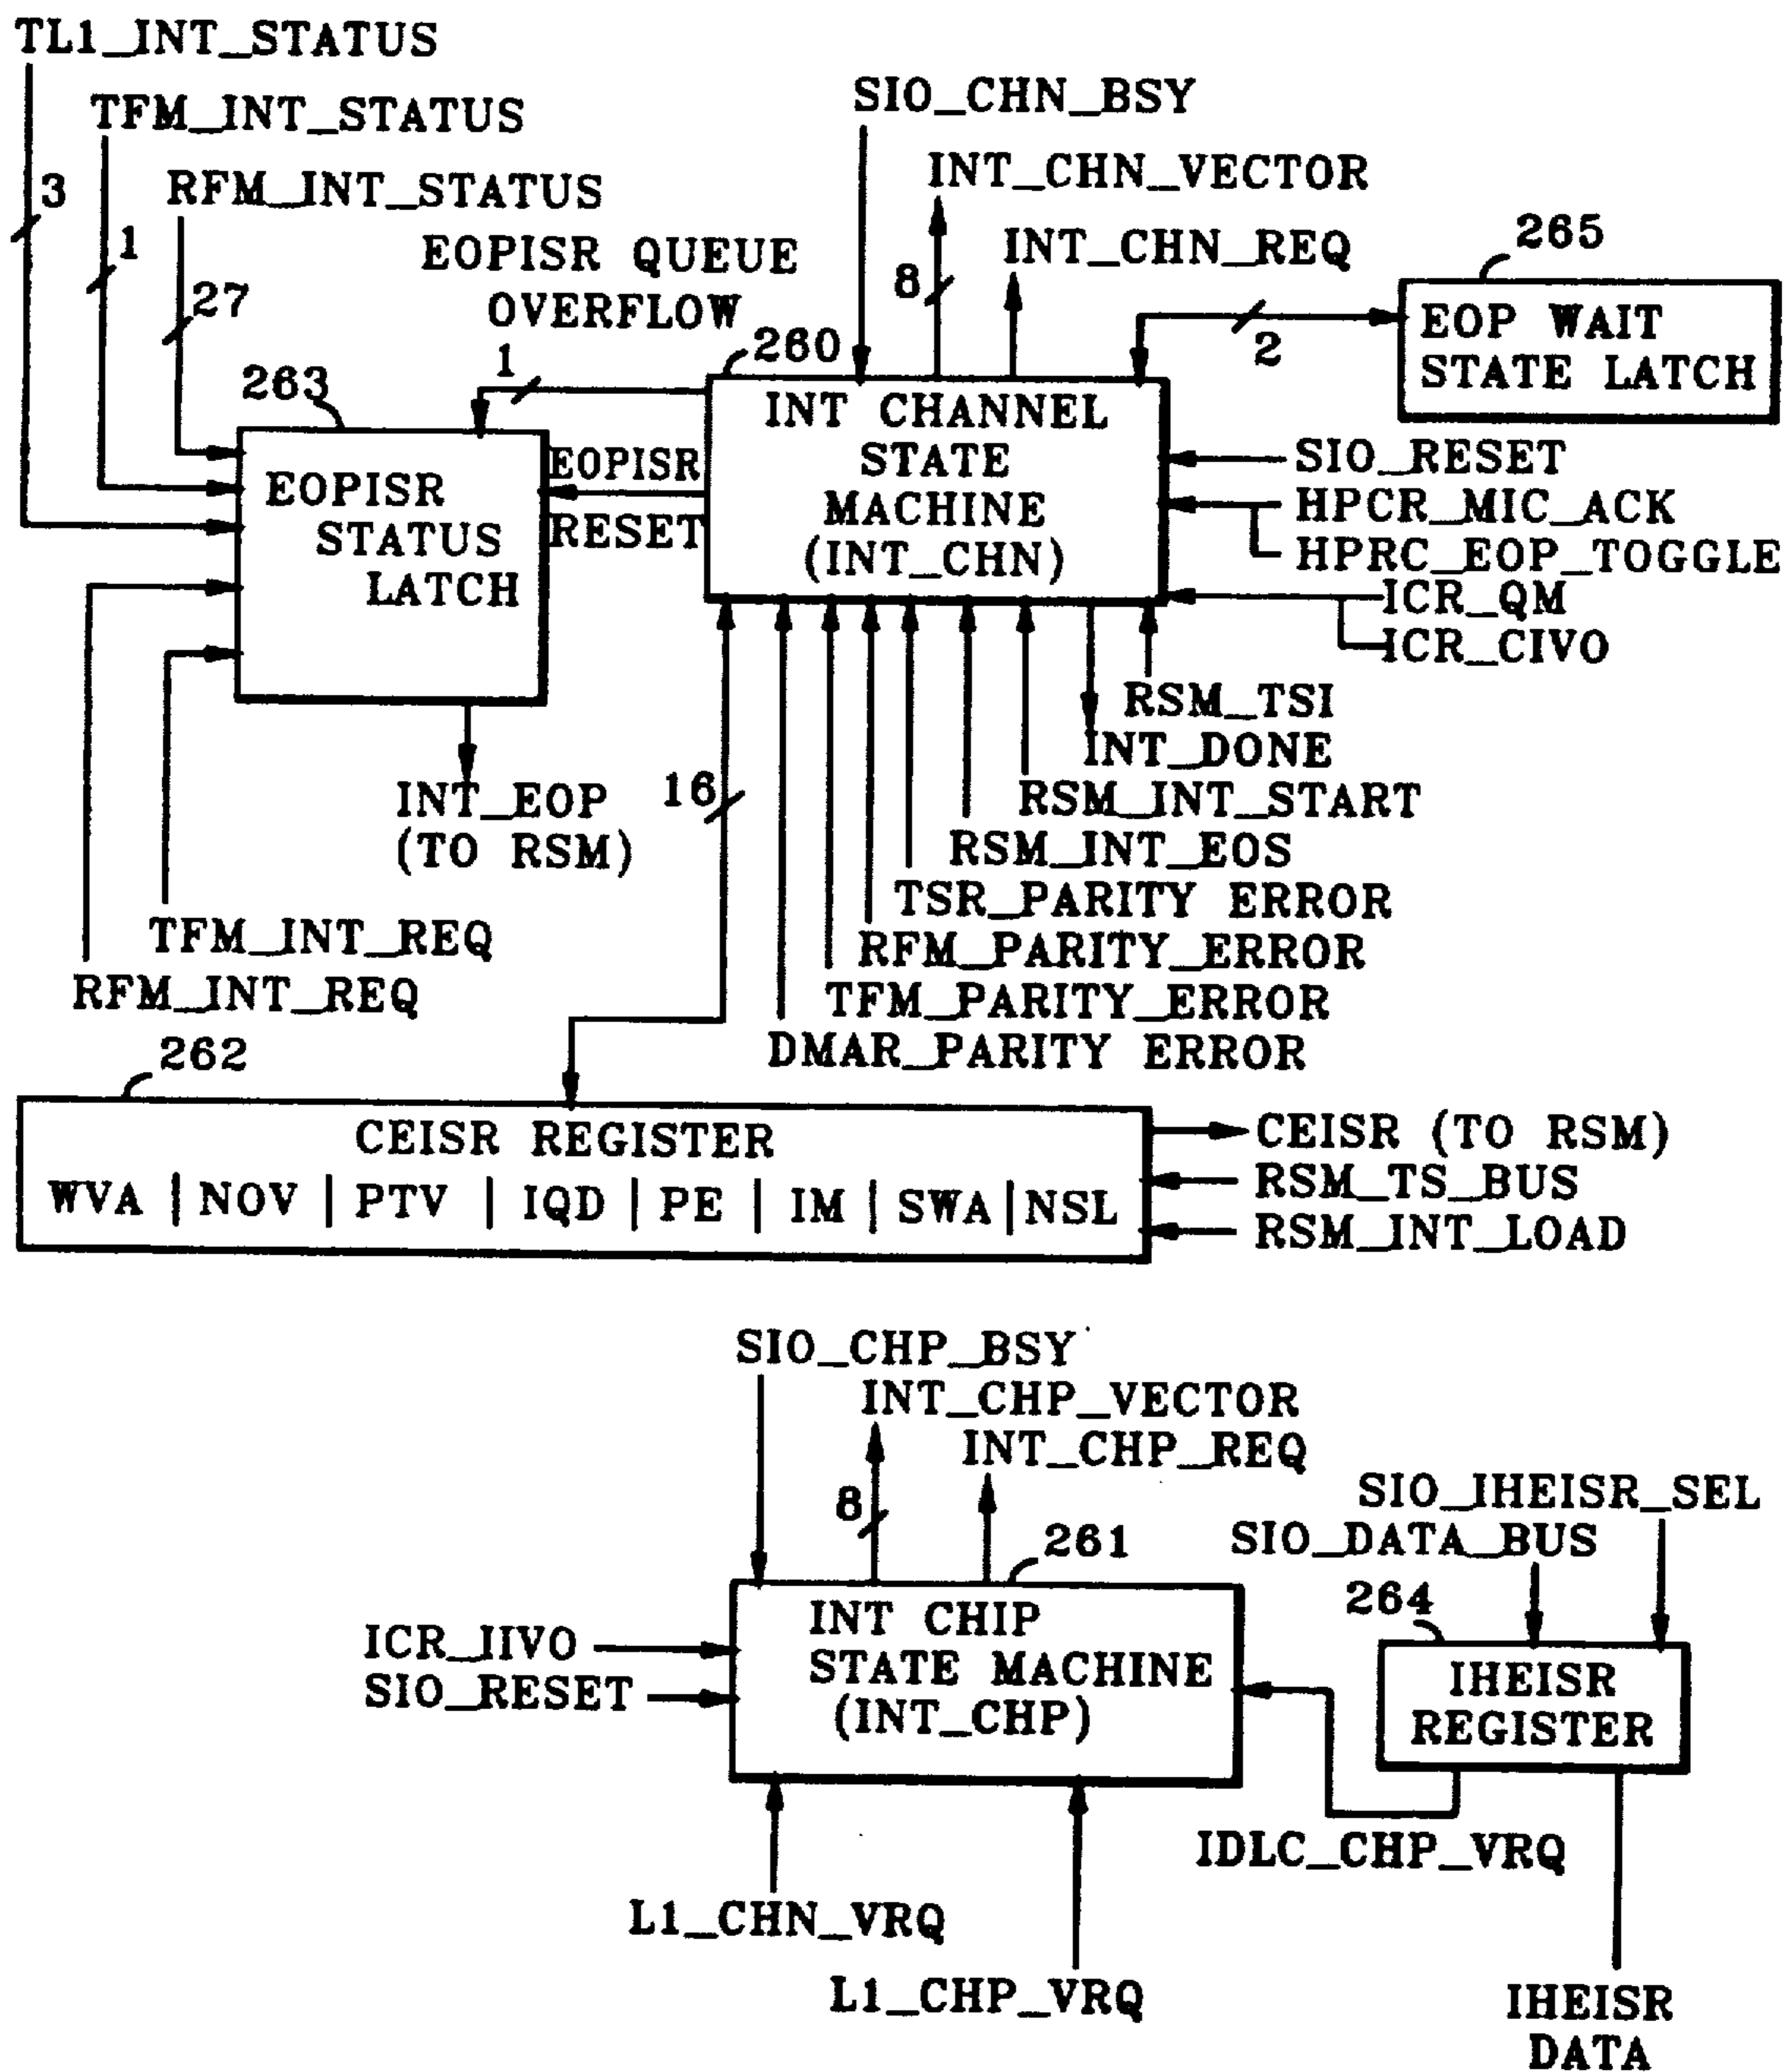 TL1_INT_STATUS
TFM_INT_STATUS
RFM_INT_STATUS
3
1
27
EOPISR QUEUE
OVERFLOW
1
SIO_CHN_BSY
INT_CHN_VECTOR
INT_CHN_REQ
8
260
265
EOP WAIT
STATE LATCH
2
263
EOPISR
STATUS
LATCH
EOPISR
RESET
INT CHANNEL
STATE
MACHINE
(INT_CHN)
SIO_RESET
HPCR_MIC_ACK
HPRC_EOP_TOGGLE
ICR_QM
ICR_CIVO
RSM_TSI
INT_DONE
RSM_INT_START
RSM_INT_EOS
TSR_PARITY ERROR
RFM_PARITY_ERROR
TFM_PARITY_ERROR
DMAR_PARITY ERROR
16
INT_EOP
(TO RSM)
TFM_INT_REQ
RFM_INT_REQ
262
CEISR REGISTER
WVA | NOV | PTV | IQD | PE | IM | SWA | NSL
CEISR (TO RSM)
RSM_TS_BUS
RSM_INT_LOAD
SIO_CHP_BSY
INT_CHP_VECTOR
INT_CHP_REQ
8
261
SIO_IHEISR_SEL
SIO_DATA_BUS
264
INT CHIP
STATE MACHINE
(INT_CHP)
ICR_IIVO
SIO_RESET
IHEISR
REGISTER
IDLC_CHP_VRQ
L1_CHN_VRQ
L1_CHP_VRQ
IHEISR
DATA